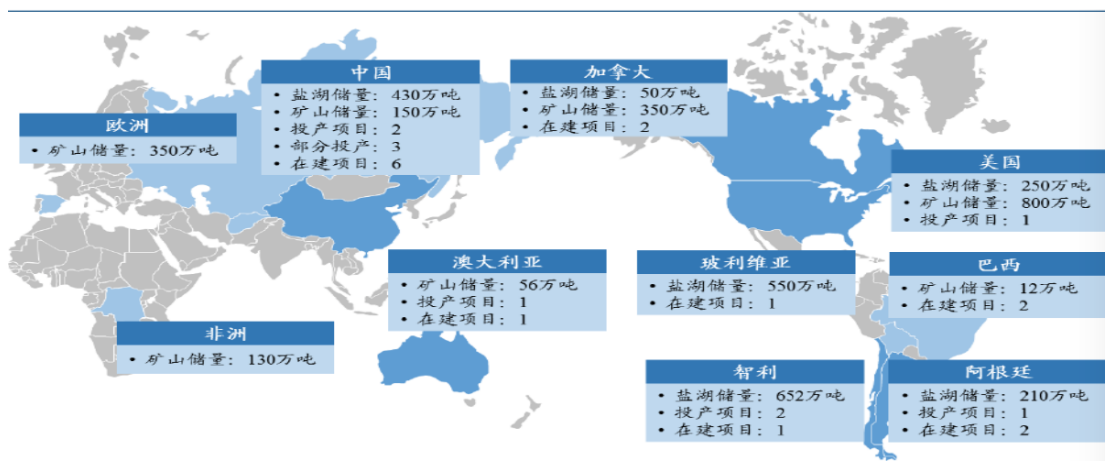 中国
• 盐湖储量：430万吨
• 矿山储量：150万吨
• 投产项目：2
• 部分投产：3
• 在建项目：6
加拿大
• 盐湖储量：50万吨
• 矿山储量：350万吨
• 在建项目：2
欧洲
• 矿山储量：350万吨
美国
• 盐湖储量：250万吨
• 矿山储量：800万吨
• 投产项目：1
澳大利亚
• 矿山储量：56万吨
• 投产项目：1
• 在建项目：1
玻利维亚
• 盐湖储量：550万吨
• 在建项目：1
巴西
• 矿山储量：12万吨
• 在建项目：2
非洲
• 矿山储量：130万吨
智利
• 盐湖储量：652万吨
• 投产项目：2
• 在建项目：1
阿根廷
• 盐湖储量：210万吨
• 投产项目：1
• 在建项目：2